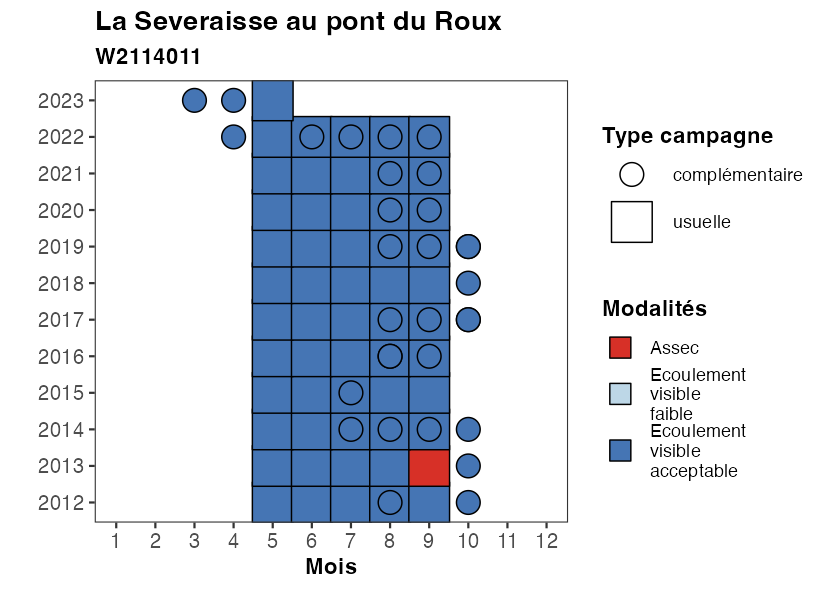 La Severaisse au pont du Roux
W2114011
2023
2022
2021
2020
2019
2018
2017
2016
2015
2014
2013
2012
1 2 3 4 5 6 7 8 9 10 11 12
Mois
Type campagne
complémentaire
usuelle
Modalités
Assec
Ecoulement
visible
faible
Ecoulement
visible
acceptable